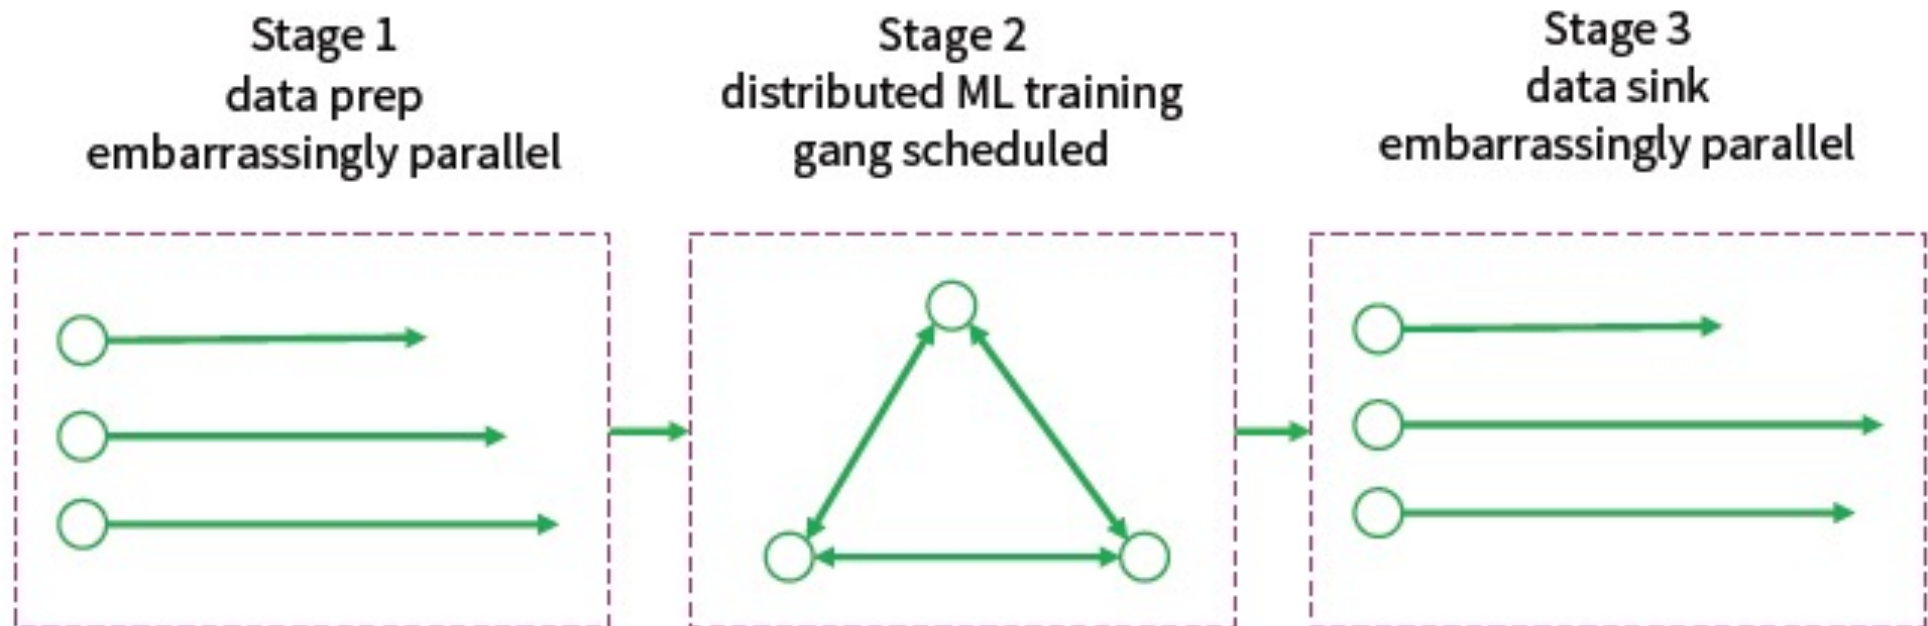 Stage 1
data prep
embarrassingly parallel
Stage 2
distributed ML training
gang scheduled
Stage 3
data sink
embarrassingly parallel